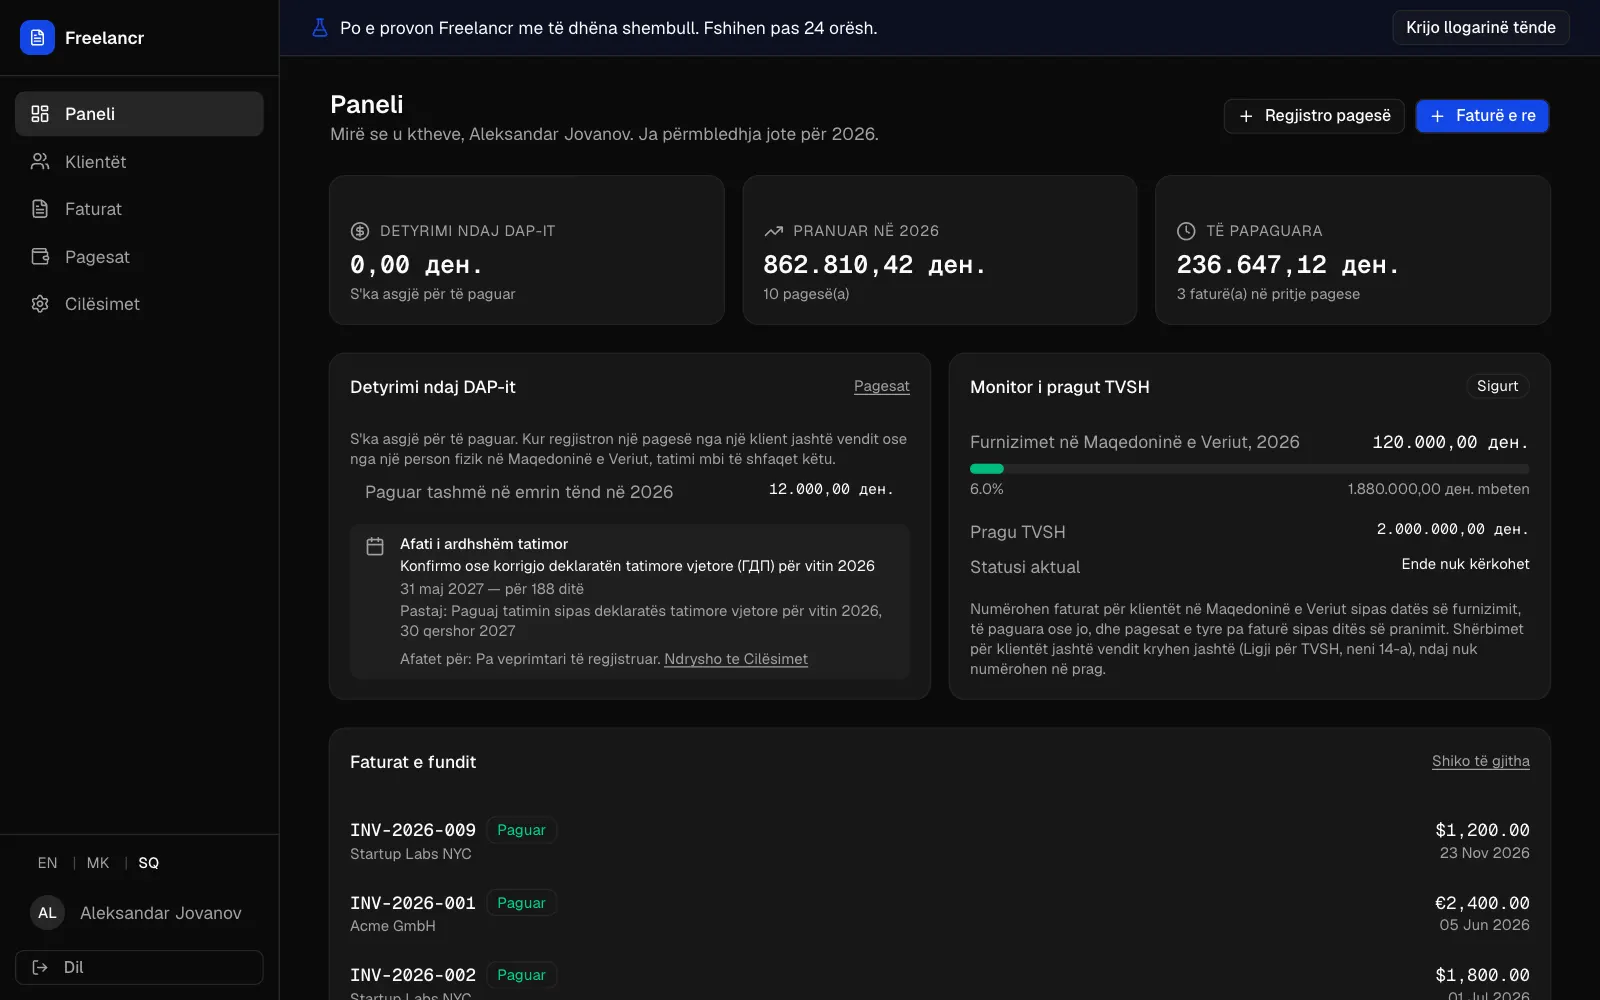 Freelancr
Po e provon Freelancr me të dhëna shembull. Fshihen pas 24 orësh.
Krijo llogarinë tënde
Paneli
Klientët
Faturat
Pagesat
Cilësimet
Paneli
Mirë se u ktheve, Aleksandar Jovanov. Ja përmbledhja jote për 2026.
Regjistro pagesë
Faturë e re
DETYRIMI NDAJ DAP-IT
0,00 ден.
S'ka asgjë për të paguar
PRANUAR NË 2026
862.810,42 ден.
10 pagesë(a)
TË PAPAGUARA
236.647,12 ден.
3 faturë(a) në pritje pagese
Detyrimi ndaj DAP-it
Pagesat
S'ka asgjë për të paguar. Kur regjistron një pagesë nga një klient jashtë vendit ose
nga një person fizik në Maqedoninë e Veriut, tatimi mbi të shfaqet këtu.
Paguar tashmë në emrin tënd në 2026
12.000,00 ден.
Afati i ardhshëm tatimor
Konfirmo ose korrigjo deklaratën tatimore vjetore (ГДП) për vitin 2026
31 maj 2027 — për 188 ditë
Pastaj: Paguaj tatimin sipas deklaratës tatimore vjetore për vitin 2026,
30 qershor 2027
Afatet për: Pa veprimtari të regjistruar. Ndrysho te Cilësimet
Monitor i pragut TVSH
Sigurt
Furnizimet në Maqedoninë e Veriut, 2026
120.000,00 ден.
6.0%
1.880.000,00 ден. mbeten
Pragu TVSH
2.000.000,00 ден.
Statusi aktual
Ende nuk kërkohet
Numërohen faturat për klientët në Maqedoninë e Veriut sipas datës së furnizimit,
të paguara ose jo, dhe pagesat e tyre pa faturë sipas ditës së pranimit. Shërbimet
për klientët jashtë vendit kryhen jashtë (Ligji për TVSH, neni 14-a), ndaj nuk
numërohen në prag.
Faturat e fundit
Shiko të gjitha
INV-2026-009 Paguar
$1,200.00
Startup Labs NYC
23 Nov 2026
INV-2026-001 Paguar
€2,400.00
Acme GmbH
05 Jun 2026
INV-2026-002 Paguar
$1,800.00
Startup Labs NYC
01 Jul 2026
EN | MK | SQ
AL
Aleksandar Jovanov
Dil